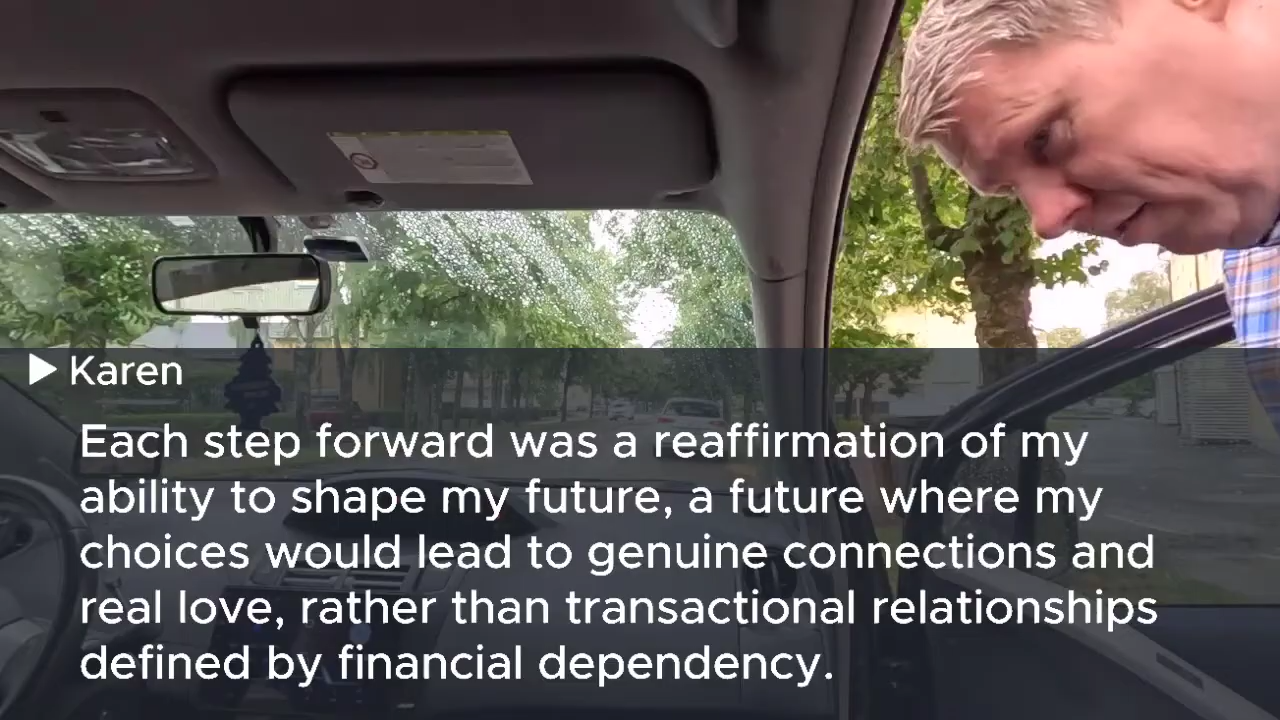 ▶ Karen
Each step forward was a reaffirmation of my
ability to shape my future, a future where my
choices would lead to genuine connections and
real love, rather than transactional relationships
defined by financial dependency.